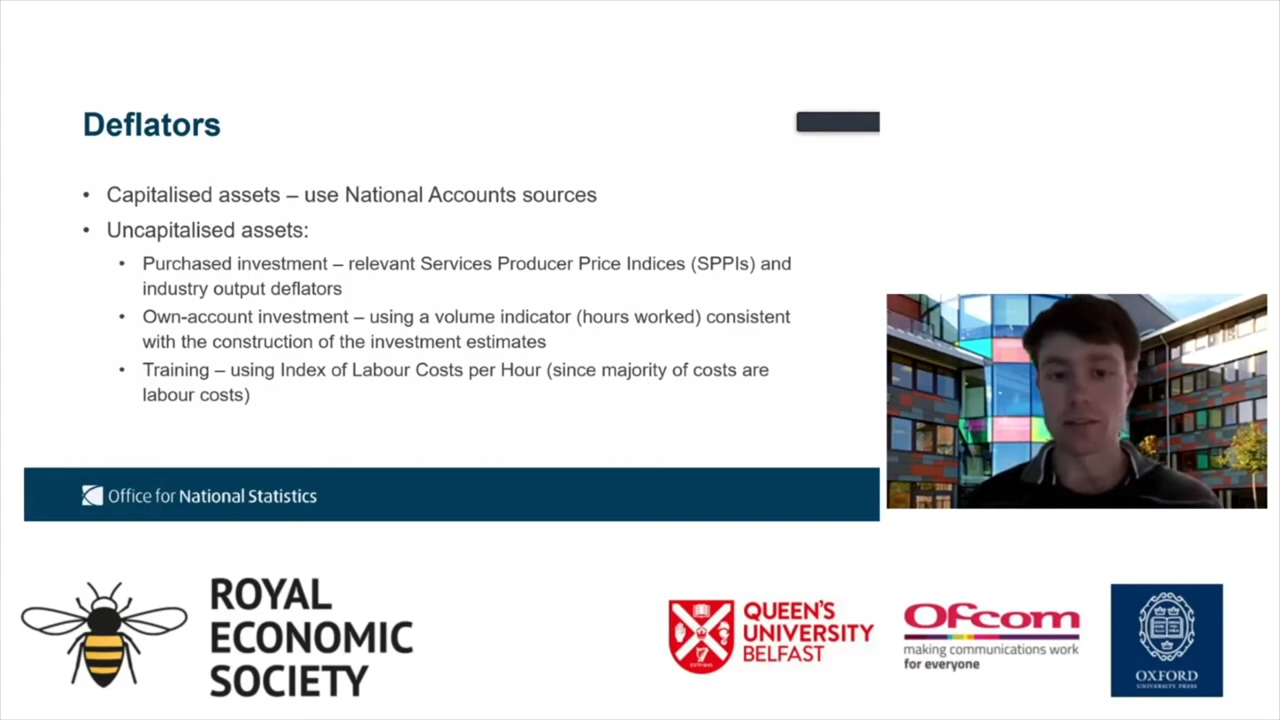 Deflators
• Capitalised assets – use National Accounts sources
• Uncapitalised assets:
• Purchased investment – relevant Services Producer Price Indices (SPPIs) and
industry output deflators
• Own-account investment – using a volume indicator (hours worked) consistent
with the construction of the investment estimates
• Training – using Index of Labour Costs per Hour (since majority of costs are
labour costs)
Office for National Statistics
ROYAL
ECONOMIC
SOCIETY
QUEEN'S
UNIVERSITY
BELFAST
Ofcom
making communications work
for everyone
OXFORD
UNIVERSITY PRESS